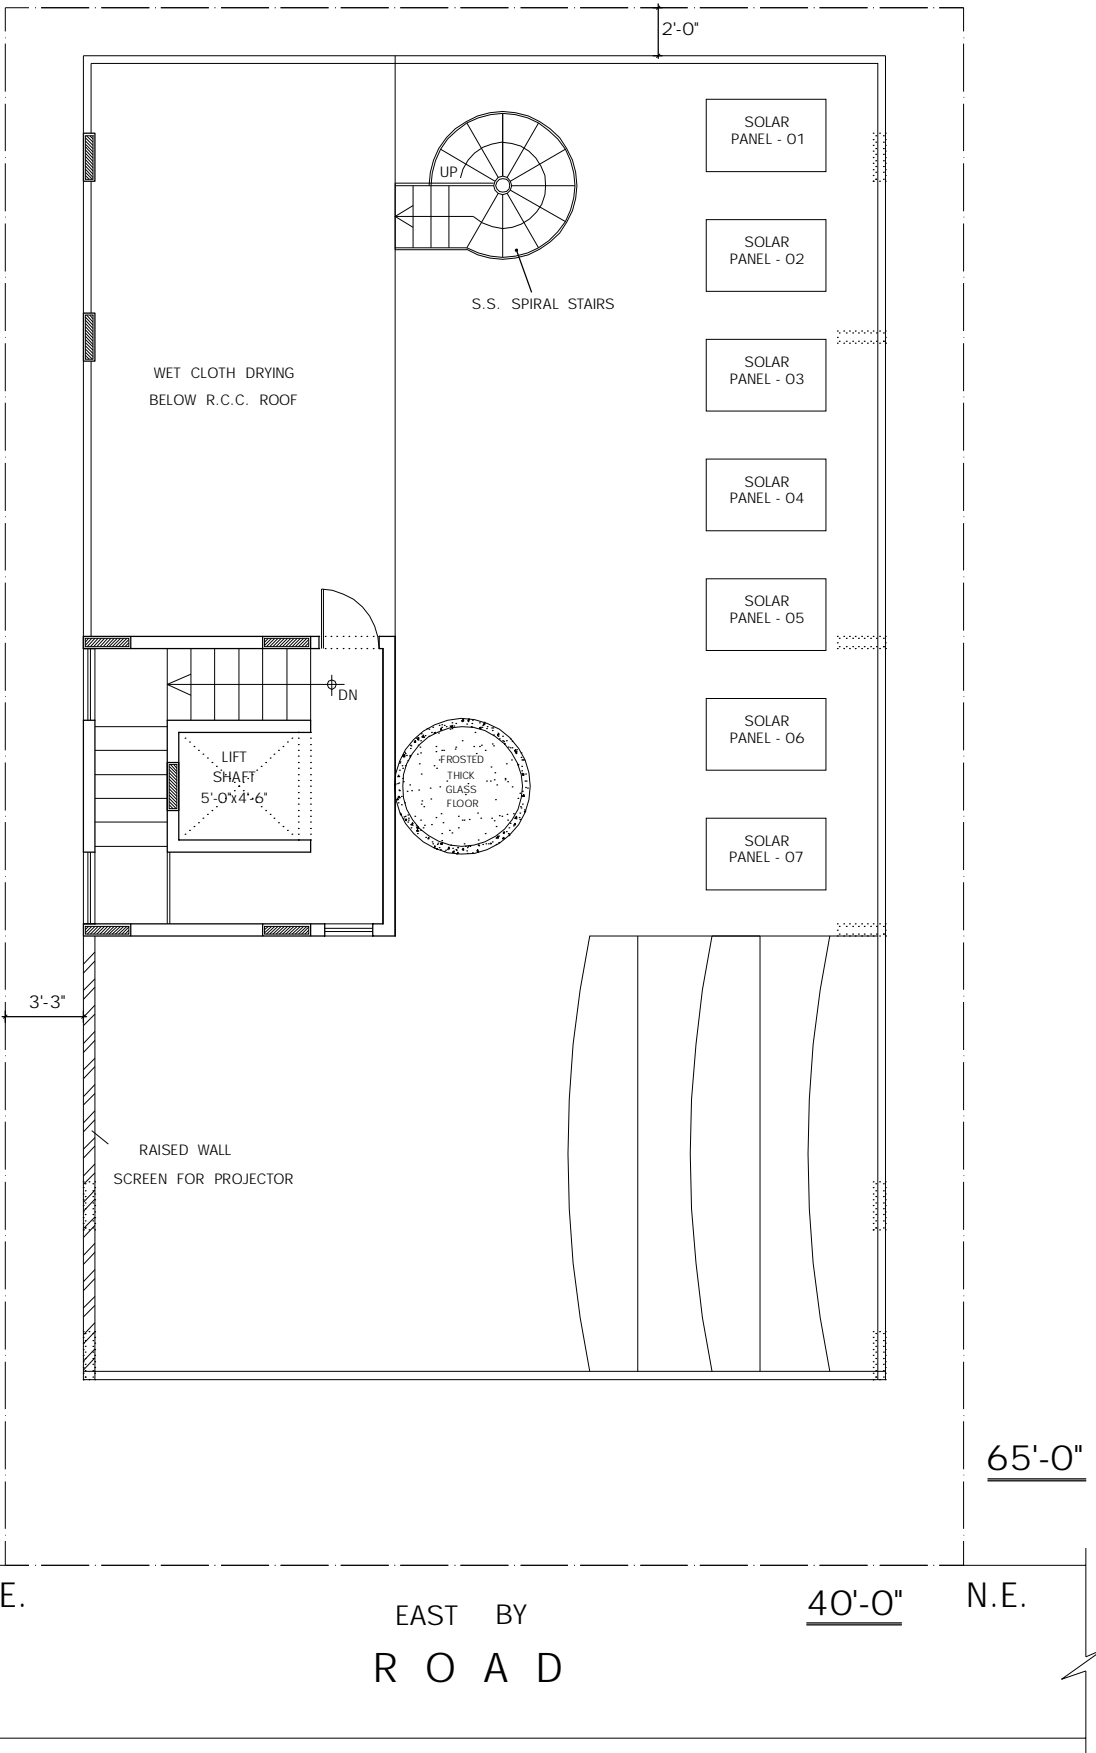 2'-0"
SOLAR
PANEL - 01
UP
SOLAR
PANEL - 02
S.S. SPIRAL STAIRS
SOLAR
PANEL - 03
WET CLOTH DRYING
BELOW R.C.C. ROOF
SOLAR
PANEL - 04
SOLAR
PANEL - 05
DN
SOLAR
PANEL - 06
LIFT
SHAFT
5'-0"x4'-6"
FROSTED
THICK
GLASS
FLOOR
SOLAR
PANEL - 07
3'-3"
RAISED WALL
SCREEN FOR PROJECTOR
65'-0"
E.
40'-0"
N.E.
EAST BY
ROAD